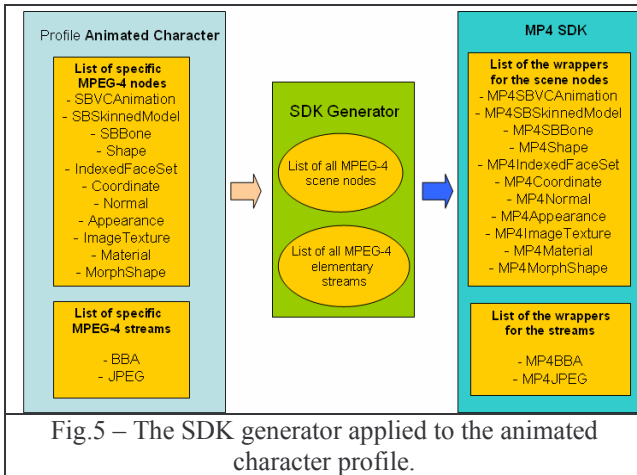 Profile Animated Character
List of specific
MPEG-4 nodes
- SBVCAnimation
- SBSkinnedModel
- SBBone
- Shape
- IndexedFaceSet
- Coordinate
- Normal
- Appearance
- ImageTexture
- Material
- MorphShape
List of specific
MPEG-4 streams
- BBA
- JPEG
SDK Generator
List of all MPEG-4
scene nodes
List of all MPEG-4
elementary
streams
MP4 SDK
List of the wrappers
for the scene nodes
- MP4SBVCAnimation
- MP4SBSkinnedModel
- MP4SBBone
- MP4Shape
- MP4IndexedFaceSet
- MP4Coordinate
- MP4Normal
- MP4Appearance
- MP4ImageTexture
- MP4Material
- MP4MorphShape
List of the wrappers
for the streams
- MP4BBA
- MP4JPEG
Fig.5 – The SDK generator applied to the animated
character profile.